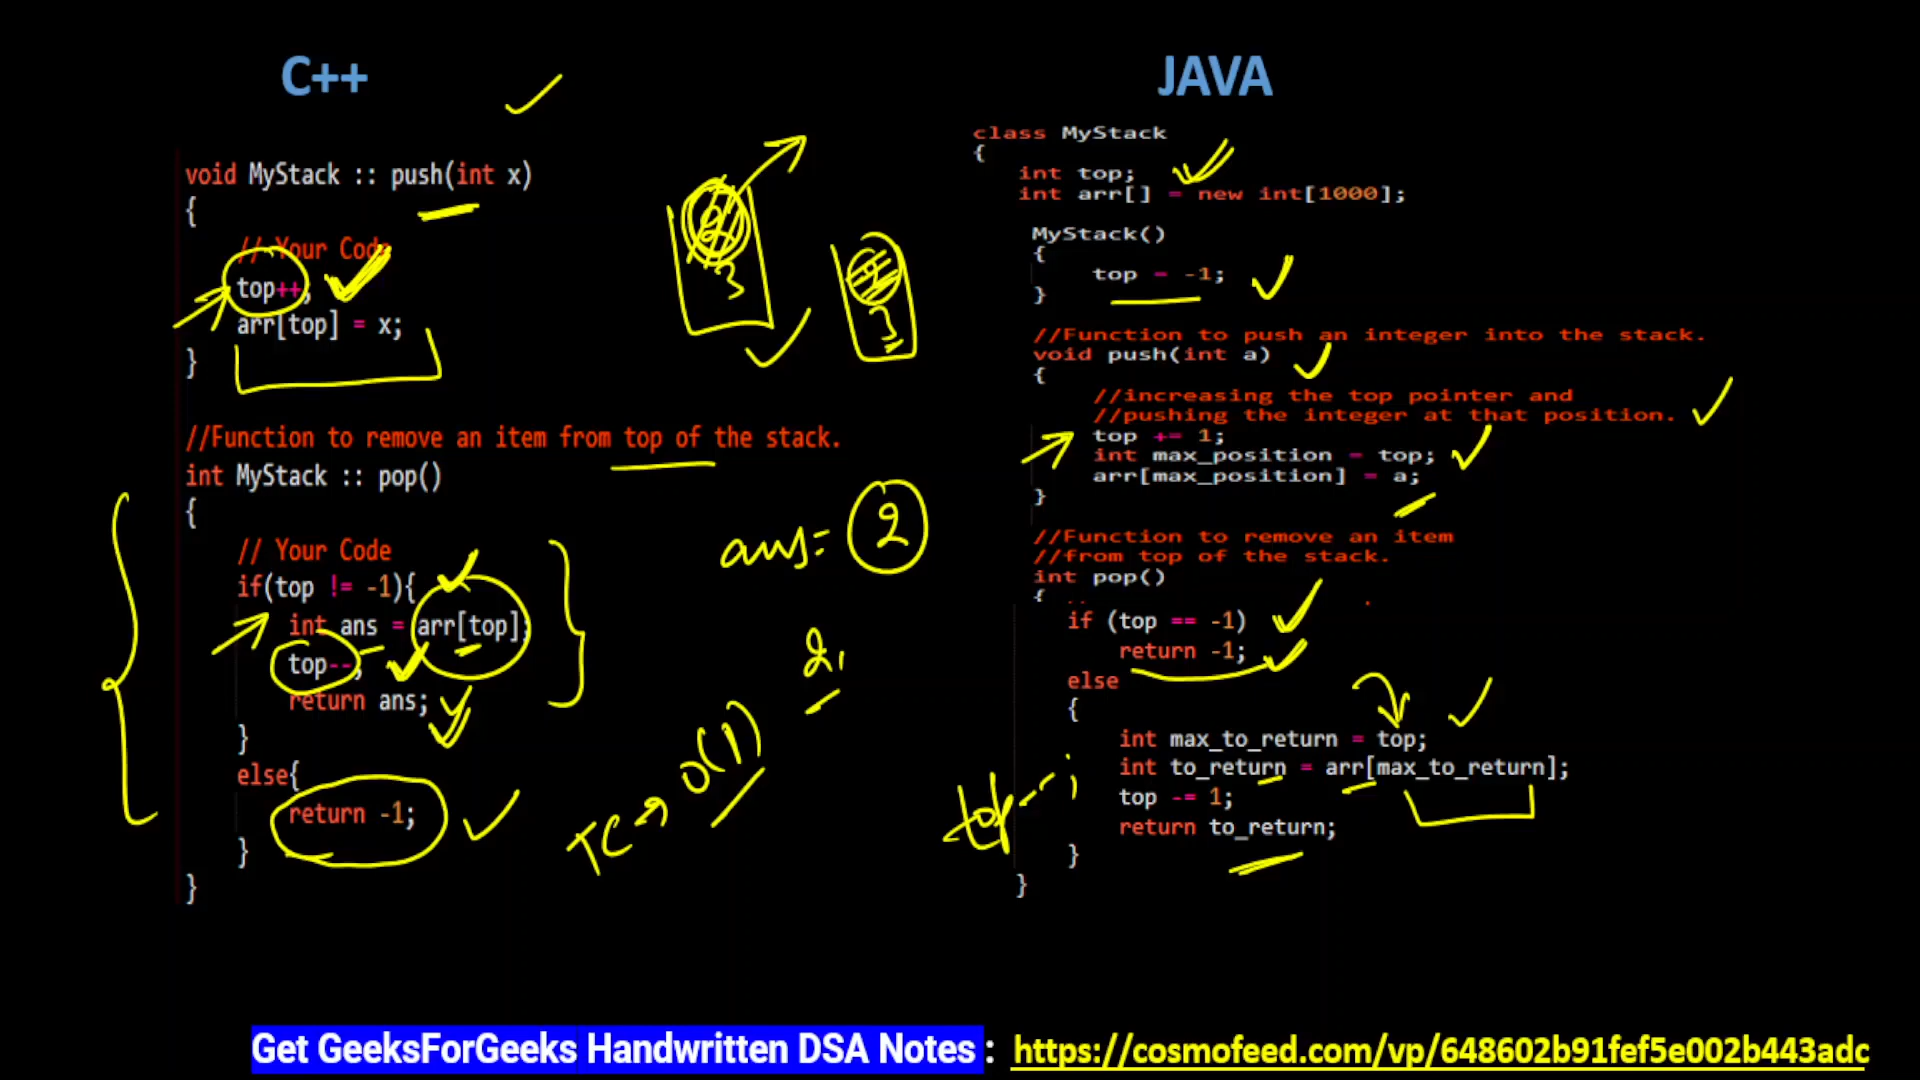 C++
void MyStack :: push(int x)
{
// Your Code
top++;
arr[top] = x;
}
//Function to remove an item from top of the stack.
int MyStack :: pop()
{
// Your Code
if(top != -1){
int ans = arr[top];
top--;
return ans;
}
else{
return -1;
}
}
2
3
3
ans= 2
2,
TC → O(1)
JAVA
class MyStack
{
int top;
int arr[] = new int[1000];
MyStack()
{
top = -1;
}
//Function to push an integer into the stack.
void push(int a)
{
//increasing the top pointer and
//pushing the integer at that position.
top += 1;
int max_position = top;
arr[max_position] = a;
}
//Function to remove an item
//from top of the stack.
int pop()
{
if (top == -1)
return -1;
else
{
int max_to_return = top;
int to_return = arr[max_to_return];
top -= 1;
return to_return;
}
}
top--;
Get GeeksForGeeks Handwritten DSA Notes : https://cosmofeed.com/vp/648602b91fef5e002b443adc